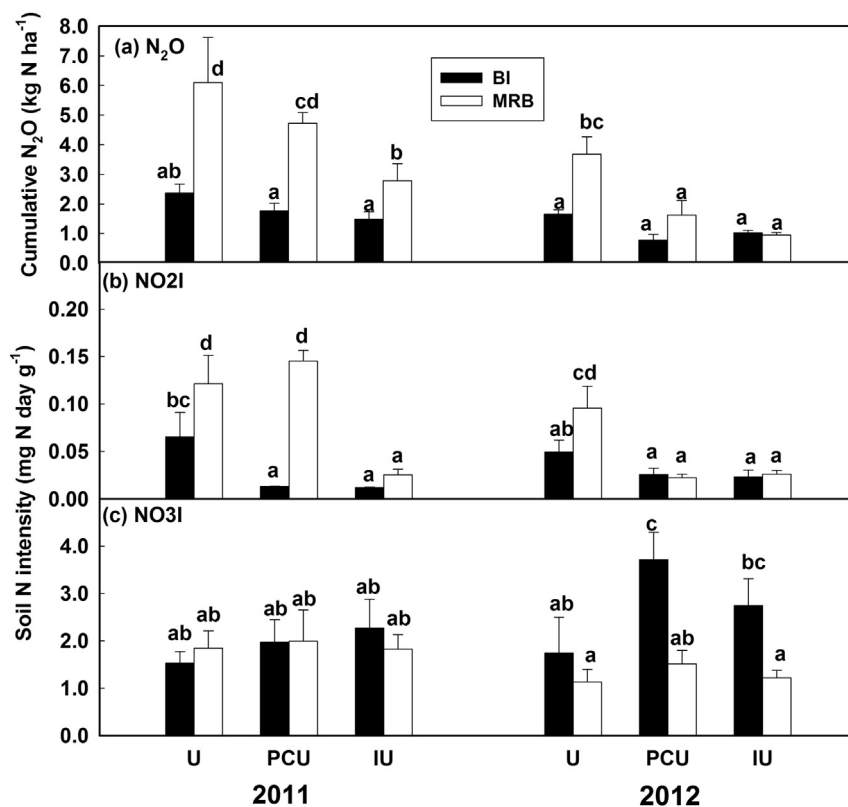 8.0
7.0
6.0
5.0
4.0
3.0
2.0
1.0
0.0
Cumulative N₂O (kg N ha⁻¹)
(a) N₂O
BI
MRB
ab
d
a
cd
a
b
a
bc
a
a
a
a
(b) NO2I
0.20
0.15
0.10
0.05
0.00
Soil N intensity (mg N day g⁻¹)
bc
d
a
d
a
a
ab
cd
a
a
a
a
(c) NO3I
4.0
3.0
2.0
1.0
0.0
ab
ab
ab
ab
ab
ab
ab
a
c
ab
bc
a
U PCU IU U PCU IU
2011 2012